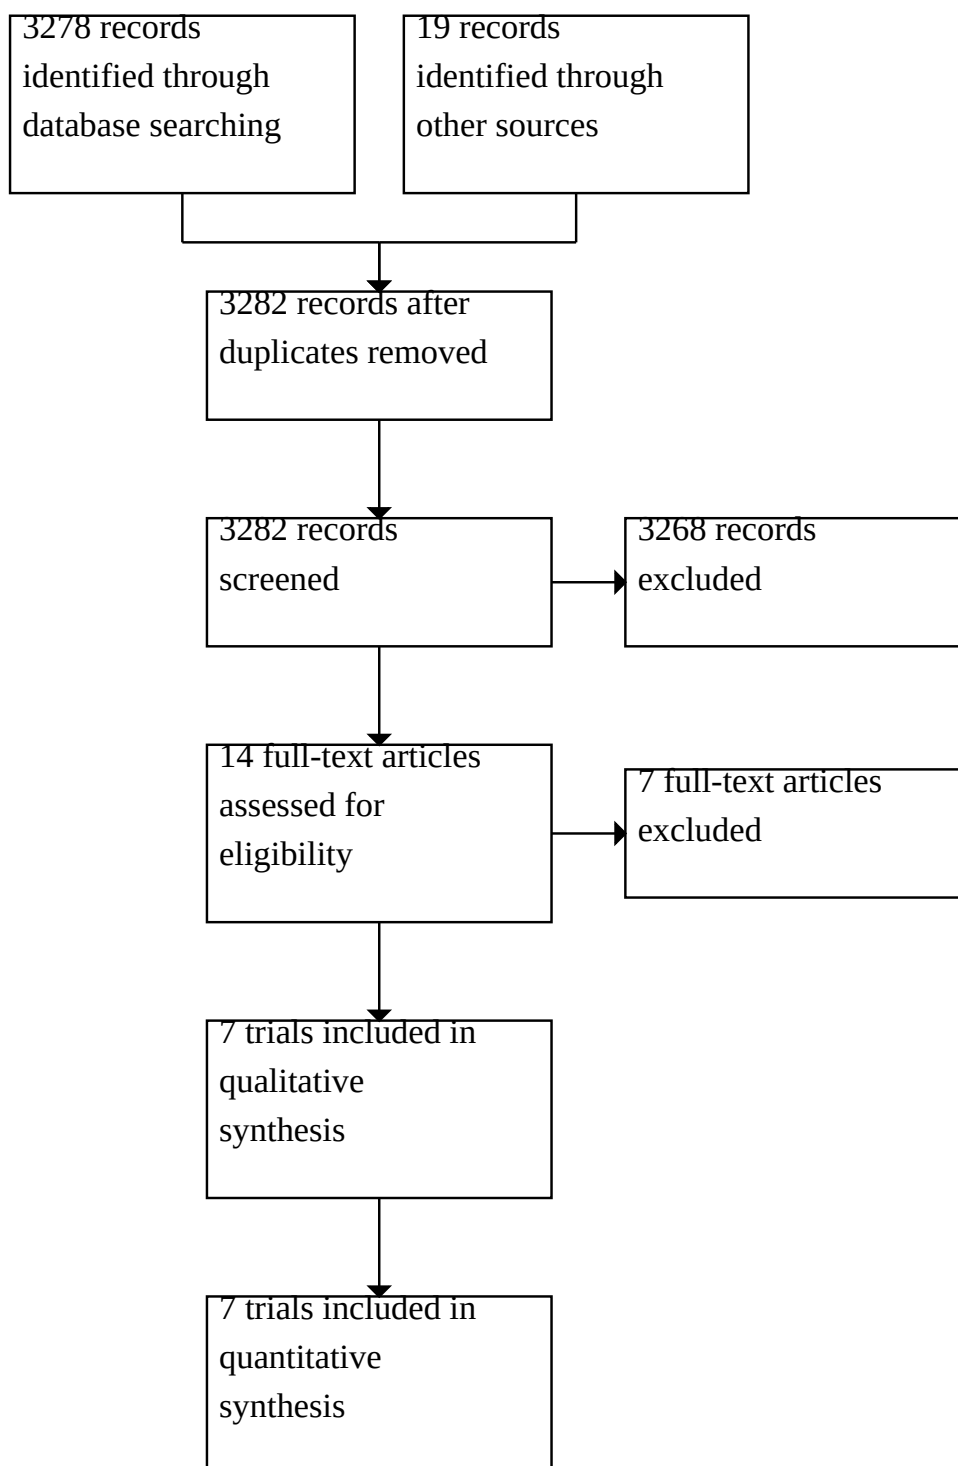 3278 records
identified through
database searching
19 records
identified through
other sources
3282 records after
duplicates removed
3282 records
screened
3268 records
excluded
14 full-text articles
assessed for
eligibility
7 full-text articles
excluded
7 trials included in
qualitative
synthesis
7 trials included in
quantitative
synthesis